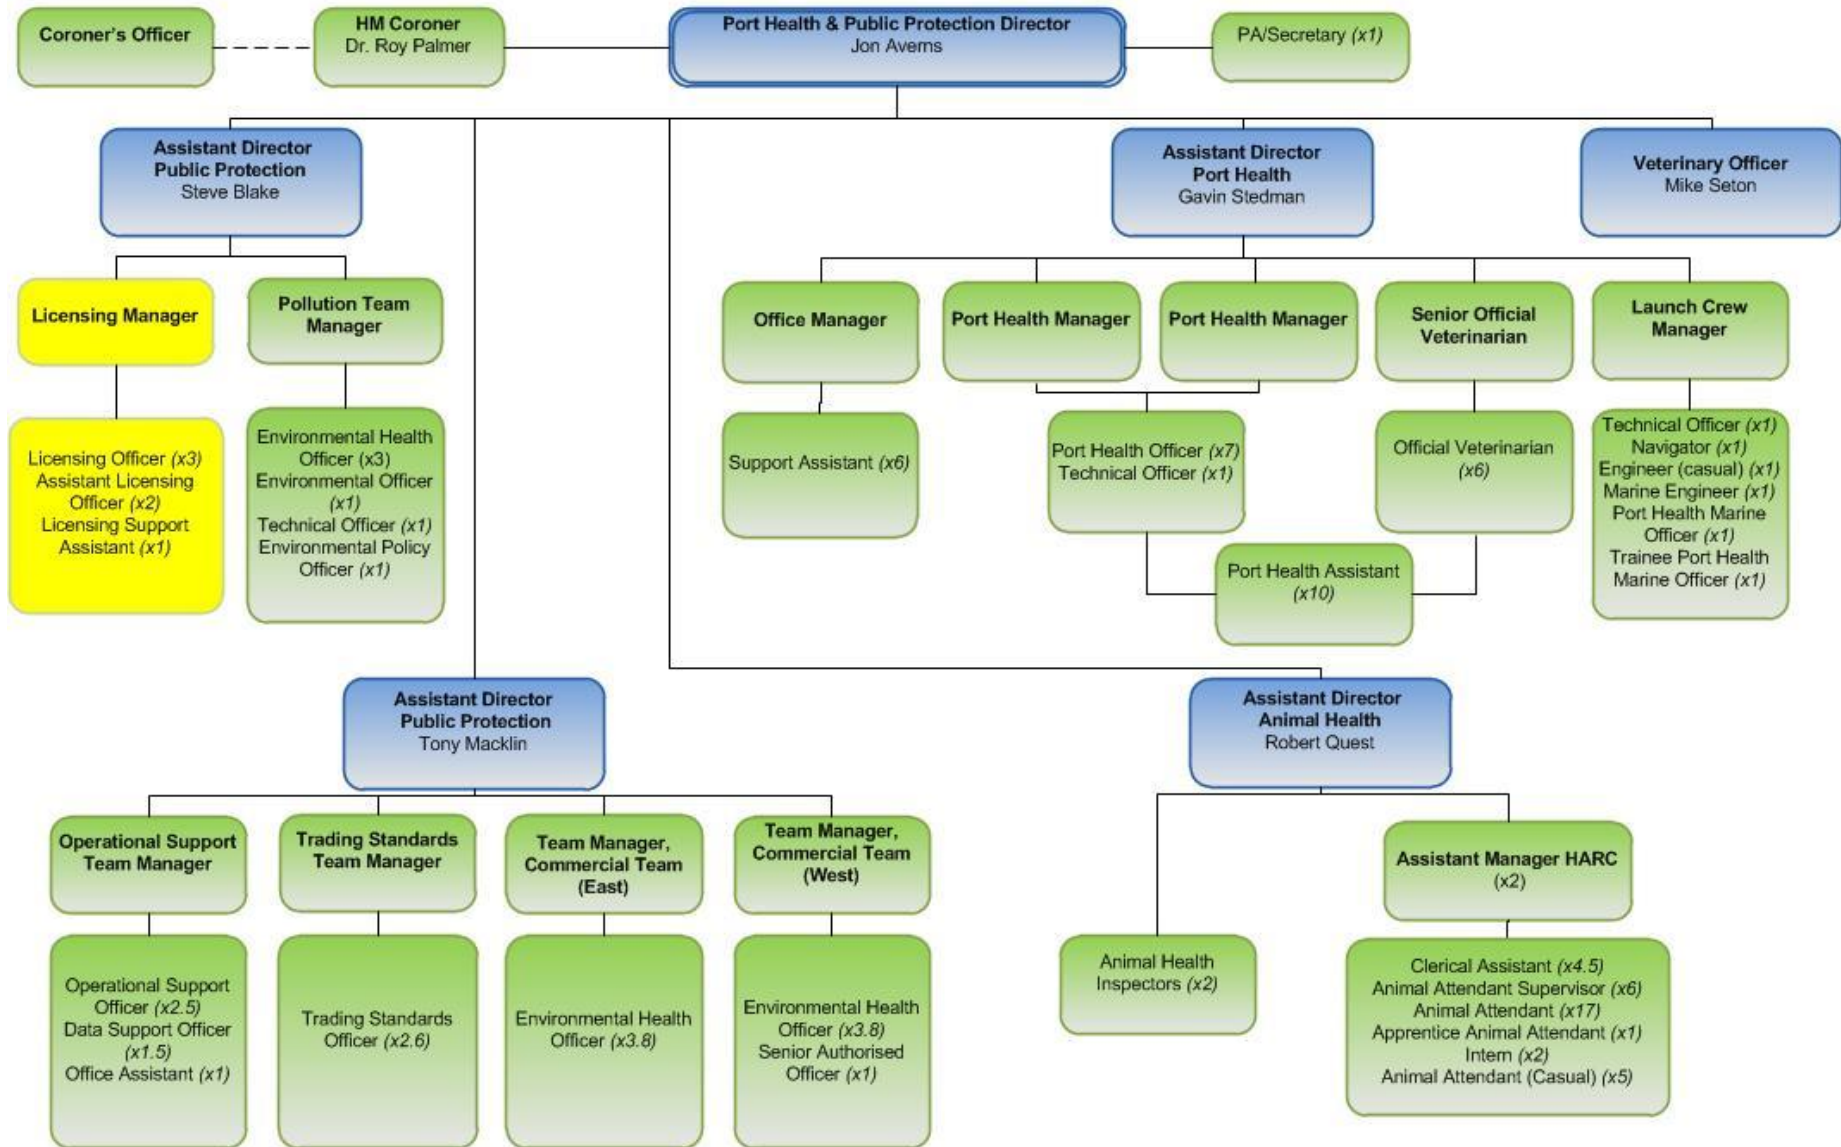 Coroner's Officer
HM Coroner
Dr. Roy Palmer
Port Health & Public Protection Director
Jon Averns
PA/Secretary (x1)
Assistant Director
Public Protection
Steve Blake
Assistant Director
Port Health
Gavin Stedman
Veterinary Officer
Mike Seton
Licensing Manager
Pollution Team
Manager
Office Manager
Port Health Manager
Port Health Manager
Senior Official
Veterinarian
Launch Crew
Manager
Licensing Officer (x3)
Assistant Licensing
Officer (x2)
Licensing Support
Assistant (x1)
Environmental Health
Officer (x3)
Environmental Officer
(x1)
Technical Officer (x1)
Environmental Policy
Officer (x1)
Support Assistant (x6)
Port Health Officer (x7)
Technical Officer (x1)
Official Veterinarian
(x6)
Technical Officer (x1)
Navigator (x1)
Engineer (casual) (x1)
Marine Engineer (x1)
Port Health Marine
Officer (x1)
Trainee Port Health
Marine Officer (x1)
Port Health Assistant
(x10)
Assistant Director
Public Protection
Tony Macklin
Assistant Director
Animal Health
Robert Quest
Operational Support
Team Manager
Trading Standards
Team Manager
Team Manager,
Commercial Team
(East)
Team Manager,
Commercial Team
(West)
Assistant Manager HARC
(x2)
Operational Support
Officer (x2.5)
Data Support Officer
(x1.5)
Office Assistant (x1)
Trading Standards
Officer (x2.6)
Environmental Health
Officer (x3.8)
Environmental Health
Officer (x3.8)
Senior Authorised
Officer (x1)
Animal Health
Inspectors (x2)
Clerical Assistant (x4.5)
Animal Attendant Supervisor (x6)
Animal Attendant (x17)
Apprentice Animal Attendant (x1)
Intern (x2)
Animal Attendant (Casual) (x5)